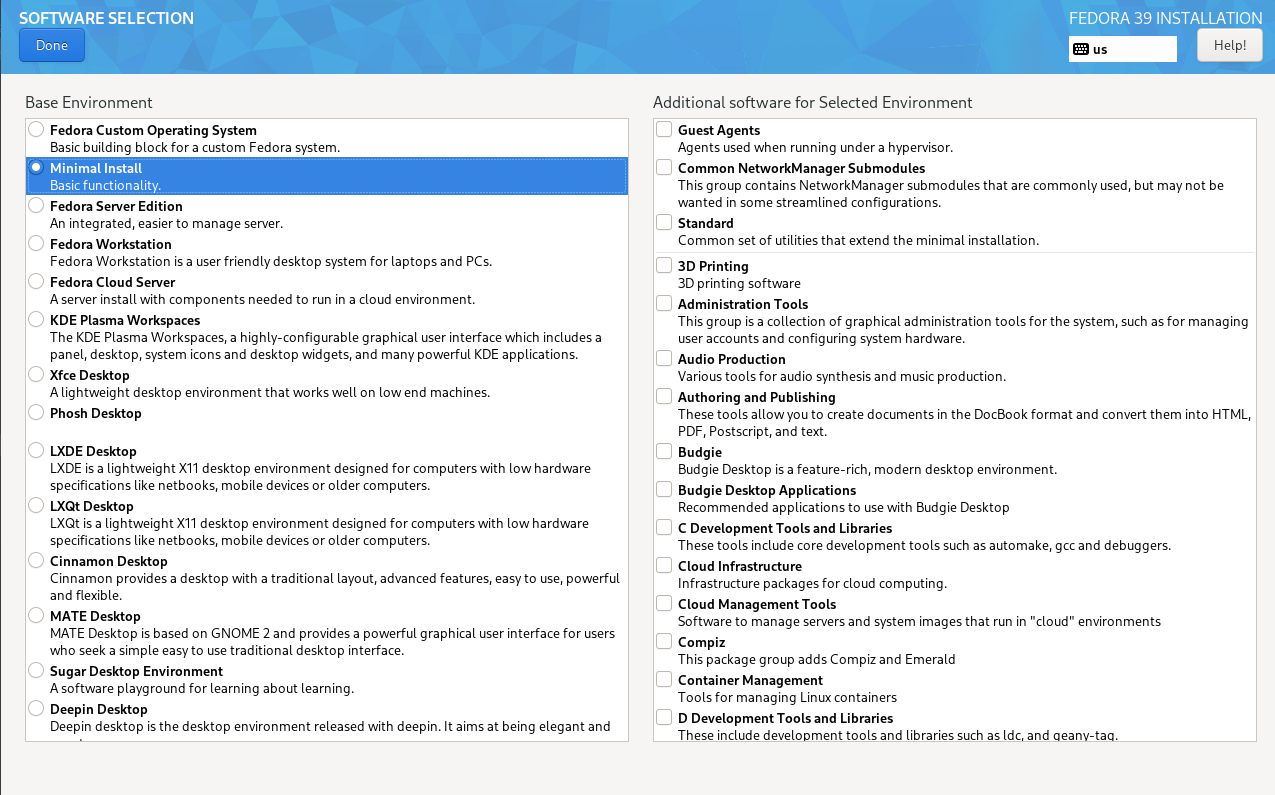 SOFTWARE SELECTION
FEDORA 39 INSTALLATION
Done
us
Help!
Base Environment
Fedora Custom Operating System
Basic building block for a custom Fedora system.
Minimal Install
Basic functionality.
Fedora Server Edition
An integrated, easier to manage server.
Fedora Workstation
Fedora Workstation is a user friendly desktop system for laptops and PCs.
Fedora Cloud Server
A server install with components needed to run in a cloud environment.
KDE Plasma Workspaces
The KDE Plasma Workspaces, a highly-configurable graphical user interface which includes a
panel, desktop, system icons and desktop widgets, and many powerful KDE applications.
Xfce Desktop
A lightweight desktop environment that works well on low end machines.
Phosh Desktop
LXDE Desktop
LXDE is a lightweight X11 desktop environment designed for computers with low hardware
specifications like netbooks, mobile devices or older computers.
LXQt Desktop
LXQt is a lightweight X11 desktop environment designed for computers with low hardware
specifications like netbooks, mobile devices or older computers.
Cinnamon Desktop
Cinnamon provides a desktop with a traditional layout, advanced features, easy to use, powerful
and flexible.
MATE Desktop
MATE Desktop is based on GNOME 2 and provides a powerful graphical user interface for users
who seek a simple easy to use traditional desktop interface.
Sugar Desktop Environment
A software playground for learning about learning.
Deepin Desktop
Deepin desktop is the desktop environment released with deepin. It aims at being elegant and
Additional software for Selected Environment
Guest Agents
Agents used when running under a hypervisor.
Common NetworkManager Submodules
This group contains NetworkManager submodules that are commonly used, but may not be
wanted in some streamlined configurations.
Standard
Common set of utilities that extend the minimal installation.
3D Printing
3D printing software
Administration Tools
This group is a collection of graphical administration tools for the system, such as for managing
user accounts and configuring system hardware.
Audio Production
Various tools for audio synthesis and music production.
Authoring and Publishing
These tools allow you to create documents in the DocBook format and convert them into HTML,
PDF, Postscript, and text.
Budgie
Budgie Desktop is a feature-rich, modern desktop environment.
Budgie Desktop Applications
Recommended applications to use with Budgie Desktop
C Development Tools and Libraries
These tools include core development tools such as automake, gcc and debuggers.
Cloud Infrastructure
Infrastructure packages for cloud computing.
Cloud Management Tools
Software to manage servers and system images that run in "cloud" environments
Compiz
This package group adds Compiz and Emerald
Container Management
Tools for managing Linux containers
D Development Tools and Libraries
These include development tools and libraries such as ldc, and geany-tag.